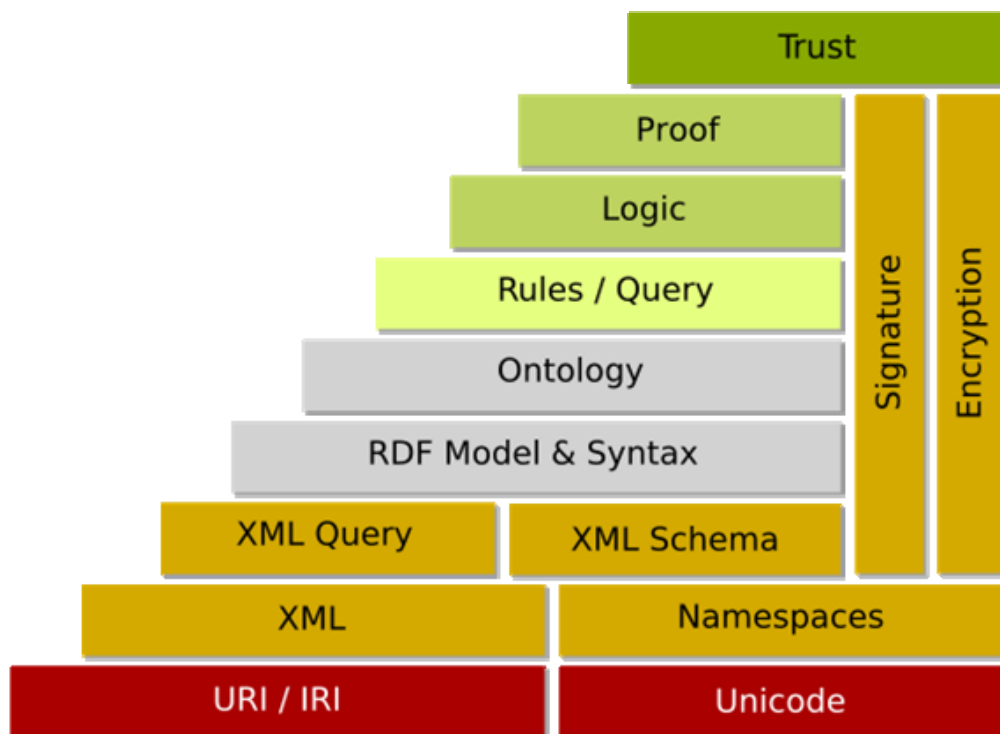 Trust
Proof
Logic
Rules / Query
Ontology
RDF Model & Syntax
XML Query
XML Schema
Signature
Encryption
XML
Namespaces
URI / IRI
Unicode